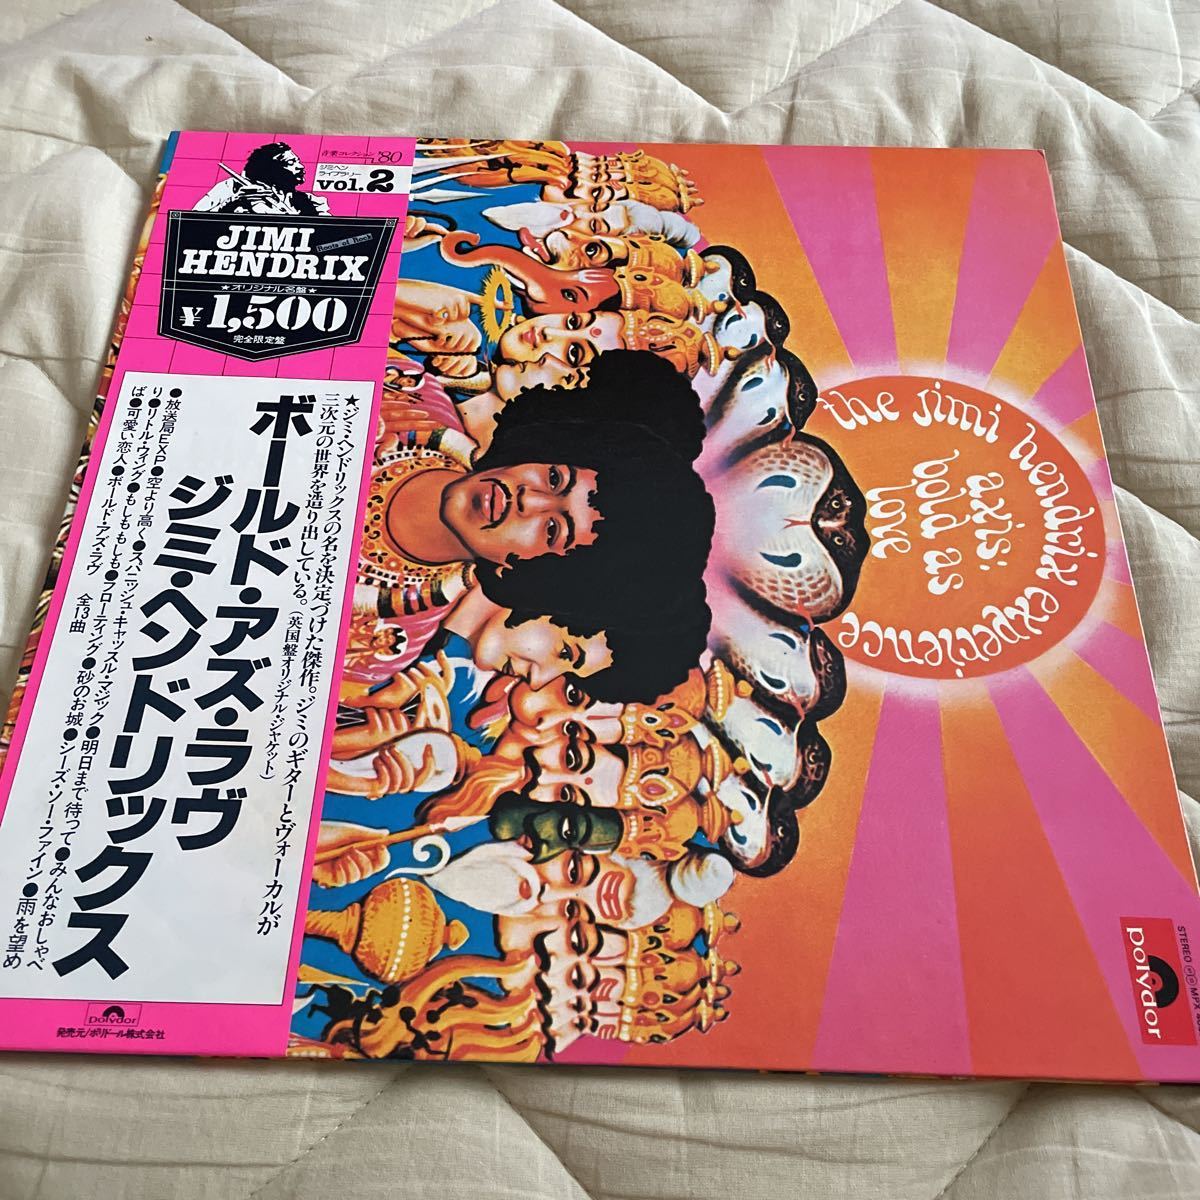 音楽コレクション'80
ジミヘン
ライブラリー
vol.2
JIMI
HENDRIX
Roots of Rock
★オリジナル名盤★
¥1,500
完全限定盤
★ジミ・ヘンドリックスの名を決定づけた傑作。ジミのギターとヴォーカルが
三次元の世界を造り出している。(英国盤オリジナル・ジャケット)
ボールド・アズ・ラヴ
ジミ・ヘンドリックス
●放送局EXP●空より高く●スパニッシュ・キャッスル・マジック●明日まで待って●みんなおしゃべ
り●リトル・ウィング●もしも6もしも●フローティング●砂のお城●シーズ・ソー・ファイン●雨を望め
ば●可愛い恋人●ボールド・アズ・ラヴ 全13曲
polydor
発売元/ポリドール株式会社
the jimi hendrix experience
axis:
bold as
love
polydor
STEREO
MPX